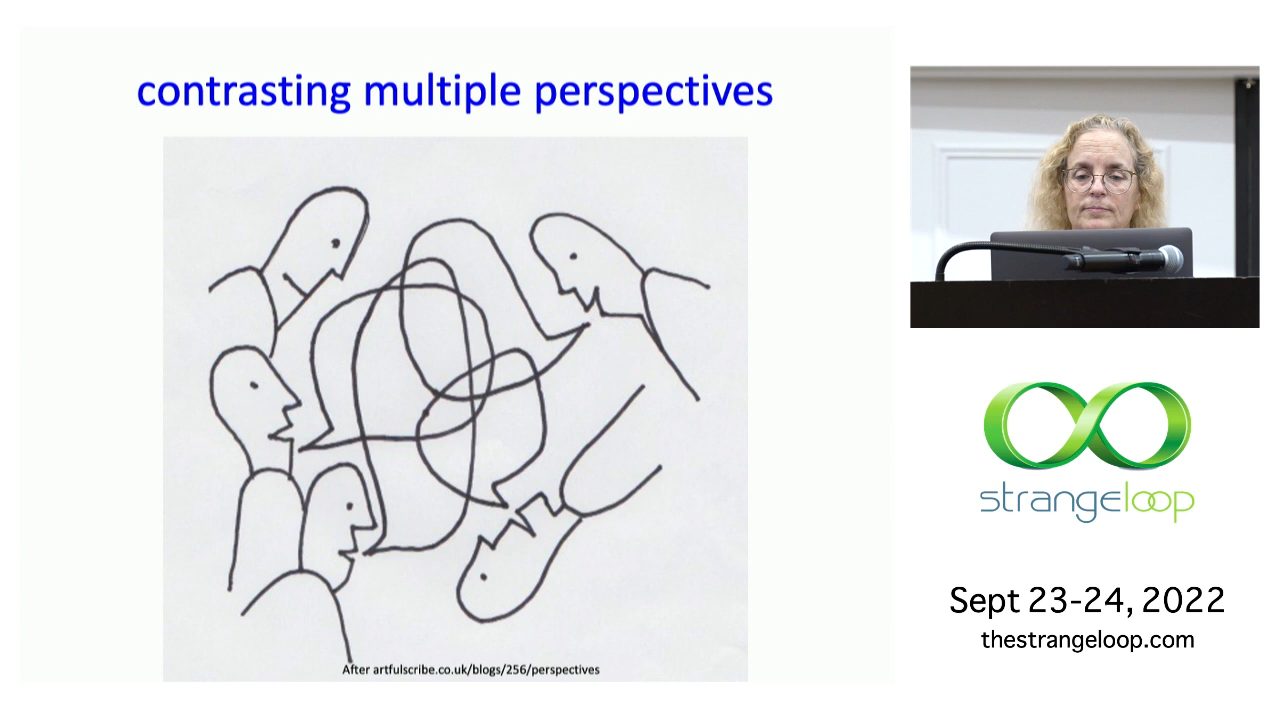 contrasting multiple perspectives
After artfulscribe.co.uk/blogs/256/perspectives
strangeloop
Sept 23-24, 2022
thestrangeloop.com